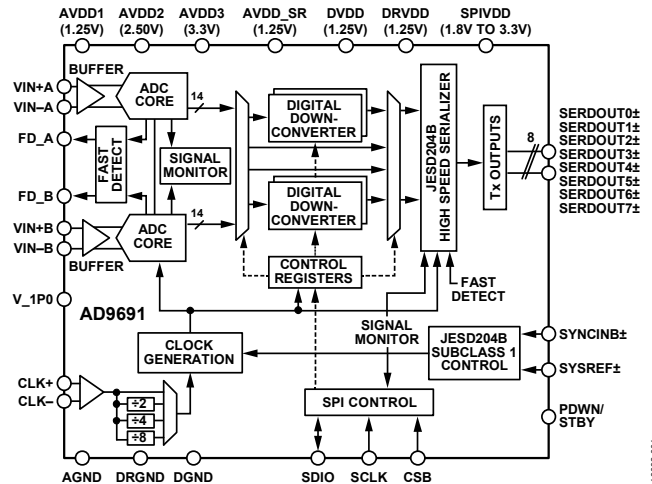 AVDD1 AVDD2 AVDD3 AVDD_SR DVDD DRVDD SPIVDD
(1.25V) (2.50V) (3.3V) (1.25V) (1.25V) (1.25V) (1.8V TO 3.3V)
BUFFER
VIN+A
VIN–A
ADC
CORE
14
FD_A
FAST
DETECT
SIGNAL
MONITOR
FD_B
VIN+B
VIN–B
ADC
CORE
14
BUFFER
DIGITAL
DOWN-
CONVERTER
DIGITAL
DOWN-
CONVERTER
CONTROL
REGISTERS
JESD204B
HIGH SPEED SERIALIZER
Tx OUTPUTS
8
SERDOUT0±
SERDOUT1±
SERDOUT2±
SERDOUT3±
SERDOUT4±
SERDOUT5±
SERDOUT6±
SERDOUT7±
FAST
DETECT
V_1P0
AD9691
CLOCK
GENERATION
SIGNAL
MONITOR
JESD204B
SUBCLASS 1
CONTROL
SYNCINB±
SYSREF±
CLK+
CLK–
÷2
÷4
÷8
SPI CONTROL
PDWN/
STBY
AGND DRGND DGND SDIO SCLK CSB